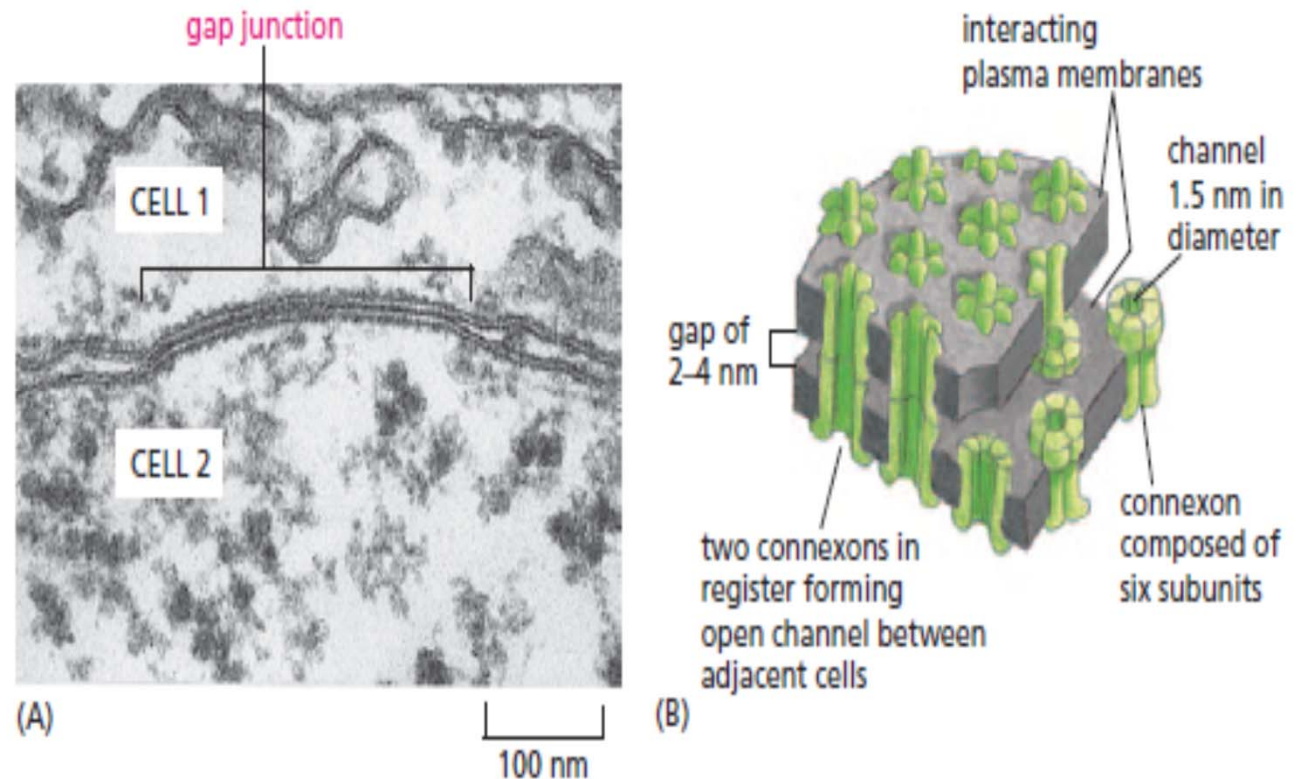 gap junction
CELL 1
CELL 2
(A)
100 nm
interacting
plasma membranes
channel
1.5 nm in
diameter
gap of
2–4 nm
two connexons in
register forming
open channel between
adjacent cells
connexon
composed of
six subunits
(B)